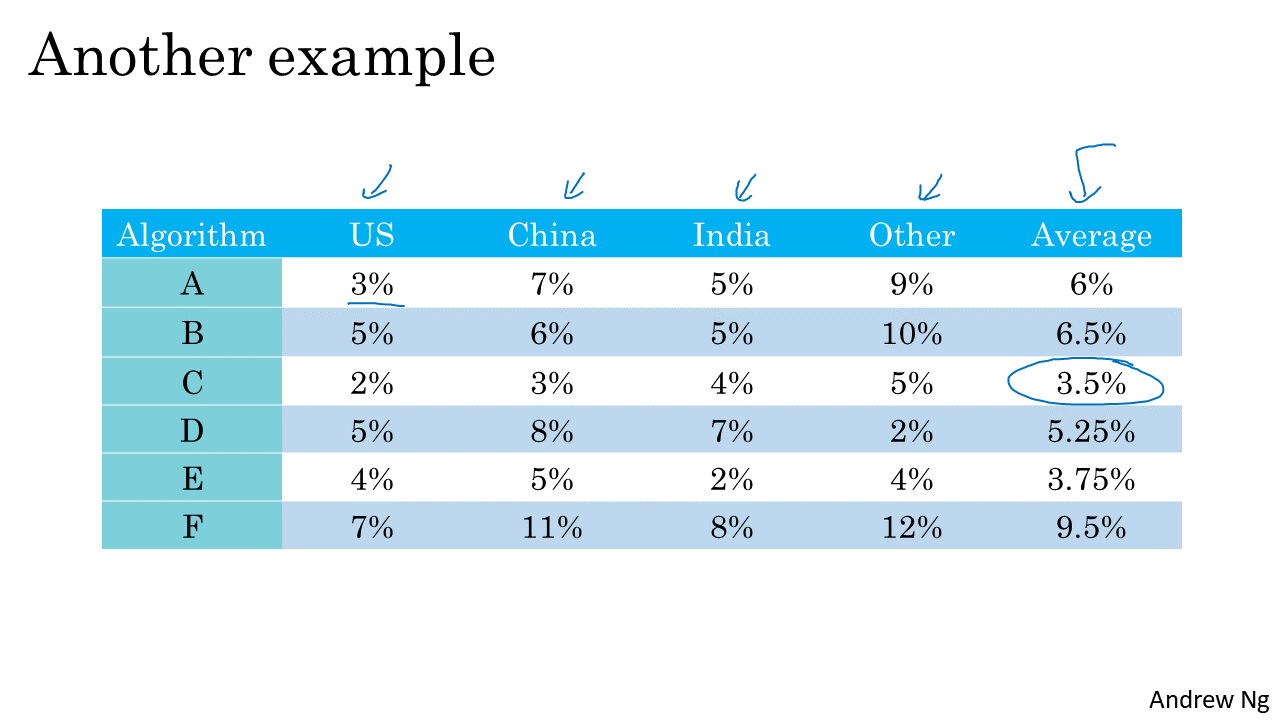 Another example
Algorithm US China India Other Average
A 3% 7% 5% 9% 6%
B 5% 6% 5% 10% 6.5%
C 2% 3% 4% 5% 3.5%
D 5% 8% 7% 2% 5.25%
E 4% 5% 2% 4% 3.75%
F 7% 11% 8% 12% 9.5%
Andrew Ng